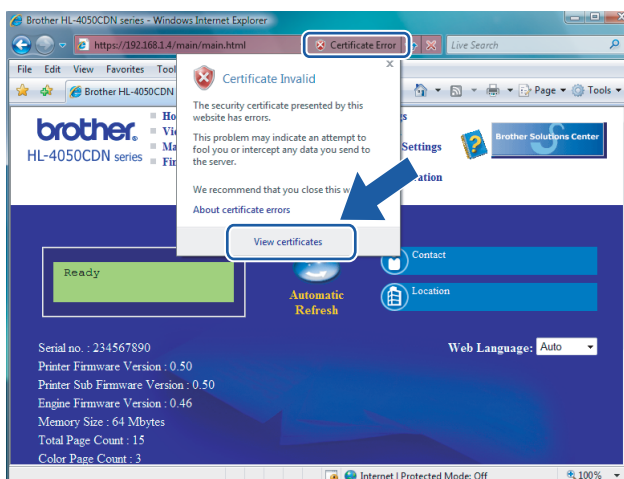 Brother HL-4050CDN series - Windows Internet Explorer
https://192.168.1.4/main/main.html
Certificate Error
Live Search
File Edit View Favorites Tool
Brother HL-4050CDN
Page
Tools
Certificate Invalid
The security certificate presented by this
website has errors.
This problem may indicate an attempt to
fool you or intercept any data you send to
the server.
We recommend that you close this w
About certificate errors
View certificates
brother.
HL-4050CDN series
Settings
Brother Solutions Center
Ready
Automatic
Refresh
Contact
Location
Serial no. : 234567890
Web Language: Auto
Printer Firmware Version : 0.50
Printer Sub Firmware Version : 0.50
Engine Firmware Version : 0.46
Memory Size : 64 Mbytes
Total Page Count : 15
Color Page Count : 3
Internet | Protected Mode: Off
100%